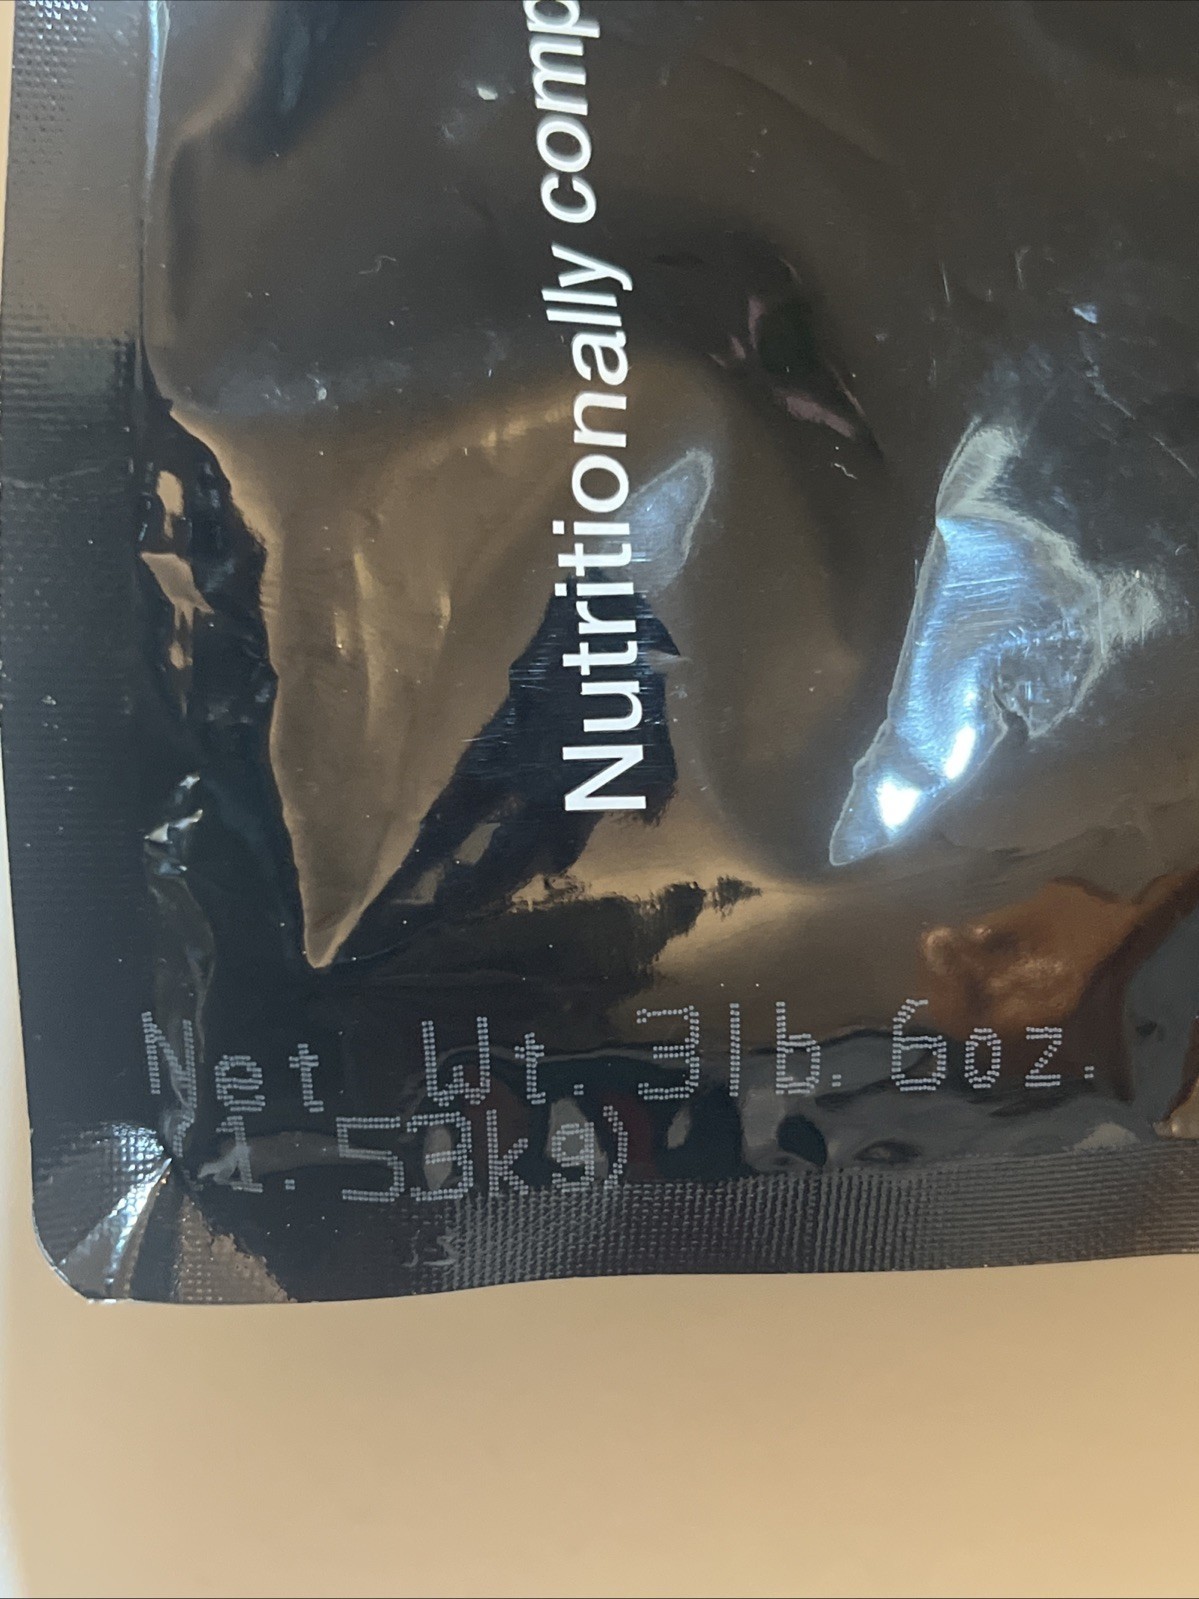 Nutritionally comp
Net Wt. 3lb. 6oz.
(1.53kg)